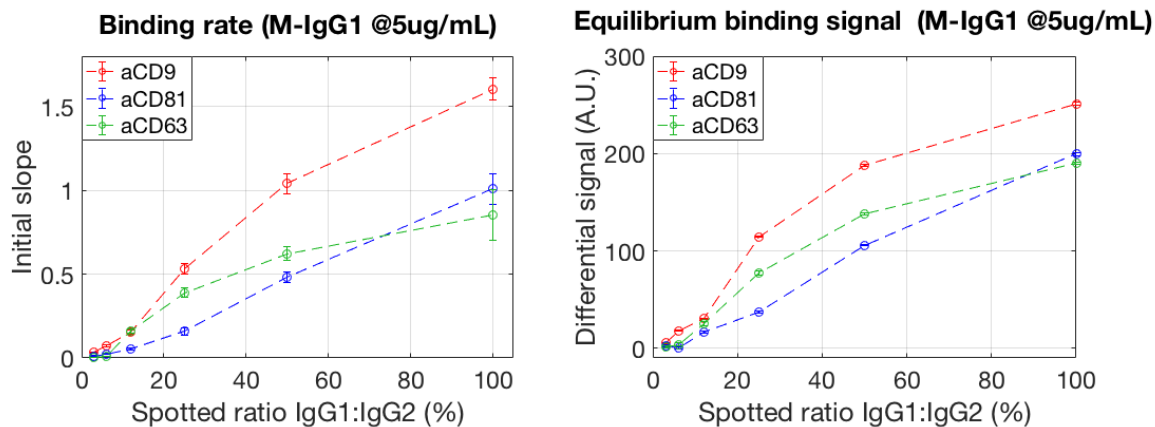 Binding rate (M-IgG1 @5ug/mL)
aCD9
aCD81
aCD63
Initial slope
1.5
1
0.5
0
0
20
40
60
80
100
Spotted ratio IgG1:IgG2 (%)
Equilibrium binding signal (M-IgG1 @5ug/mL)
aCD9
aCD81
aCD63
Differential signal (A.U.)
300
200
100
0
0
20
40
60
80
100
Spotted ratio IgG1:IgG2 (%)